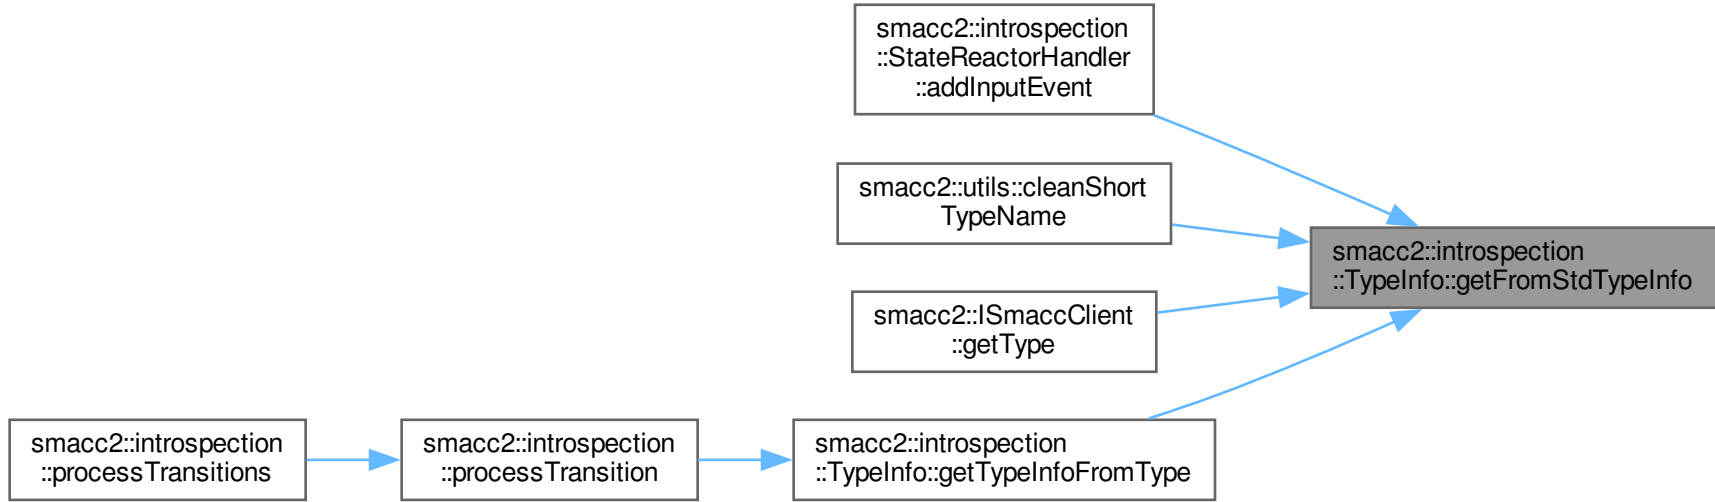 smacc2::introspection
::StateReactorHandler
::addInputEvent
smacc2::utils::cleanShort
TypeName
smacc2::introspection
::TypeInfo::getFromStdTypeInfo
smacc2::ISmaccClient
::getType
smacc2::introspection
::processTransitions
smacc2::introspection
::processTransition
smacc2::introspection
::TypeInfo::getTypeInfoFromType